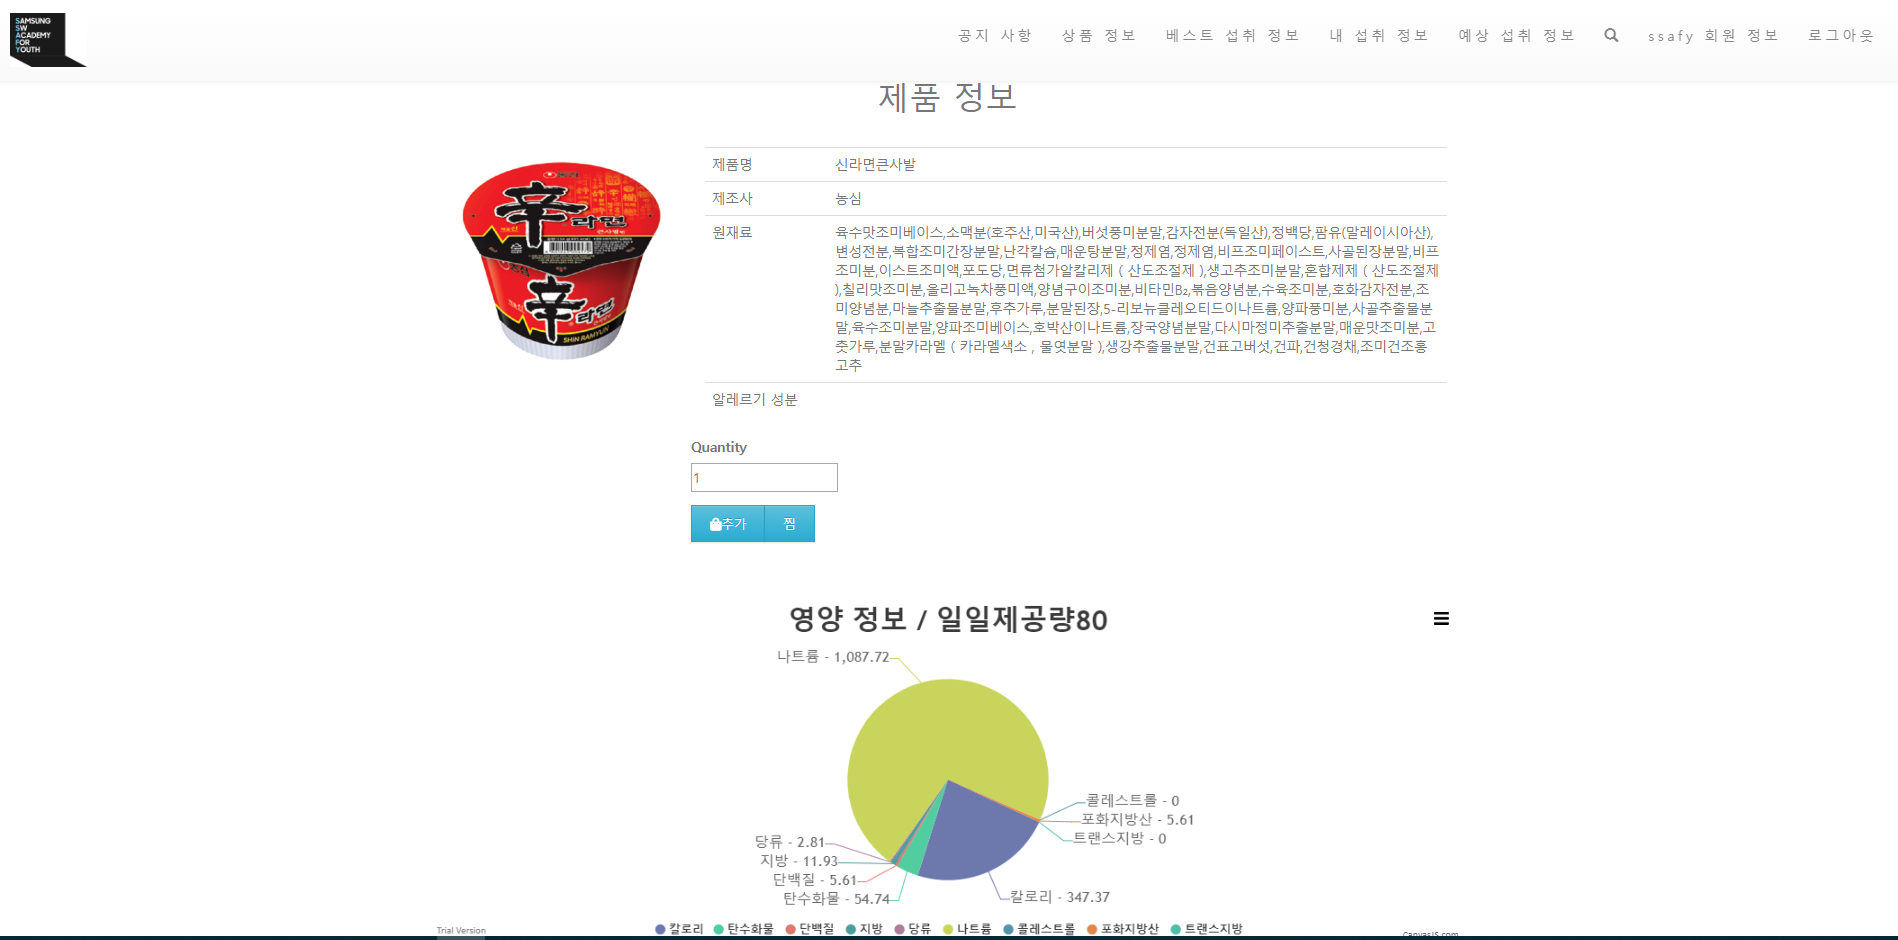 SAMSUNG
SW
ACADEMY
FOR
YOUTH
공지 사항 상품 정보 베스트 섭취 정보 내 섭취 정보 예상 섭취 정보 ssafy 회원 정보 로그아웃
제품 정보
제품명 신라면큰사발
제조사 농심
원재료 육수맛조미베이스,소맥분(호주산,미국산),버섯풍미분말,감자전분(독일산),정백당,팜유(말레이시아산),
변성전분,복합조미간장분말,난각칼슘,매운탕분말,정제염,정제염,비프조미페이스트,사골된장분말,비프
조미분,이스트조미액,포도당,면류첨가알칼리제 ( 산도조절제 ),생고추조미분말,혼합제제 ( 산도조절제
),칠리맛조미분,올리고녹차풍미액,양념구이조미분,비타민B₂,볶음양념분,수육조미분,호화감자전분,조
미양념분,마늘추출물분말,후추가루,분말된장,5-리보뉴클레오티드이나트륨,양파풍미분,사골추출물분
말,육수조미분말,양파조미베이스,호박산이나트륨,장국양념분말,다시마정미추출분말,매운맛조미분,고
춧가루,분말카라멜 ( 카라멜색소 , 물엿분말 ),생강추출물분말,건표고버섯,건파,건청경채,조미건조홍
고추
알레르기 성분
辛라면
큰사발
농심
辛라면
SHIN RAMYUN
Quantity
1
추가 찜
영양 정보 / 일일제공량80
나트륨 - 1,087.72
콜레스트롤 - 0
포화지방산 - 5.61
트랜스지방 - 0
당류 - 2.81
지방 - 11.93
단백질 - 5.61
탄수화물 - 54.74
칼로리 - 347.37
칼로리 탄수화물 단백질 지방 당류 나트륨 콜레스트롤 포화지방산 트랜스지방
Trial Version
CanvasJS.com